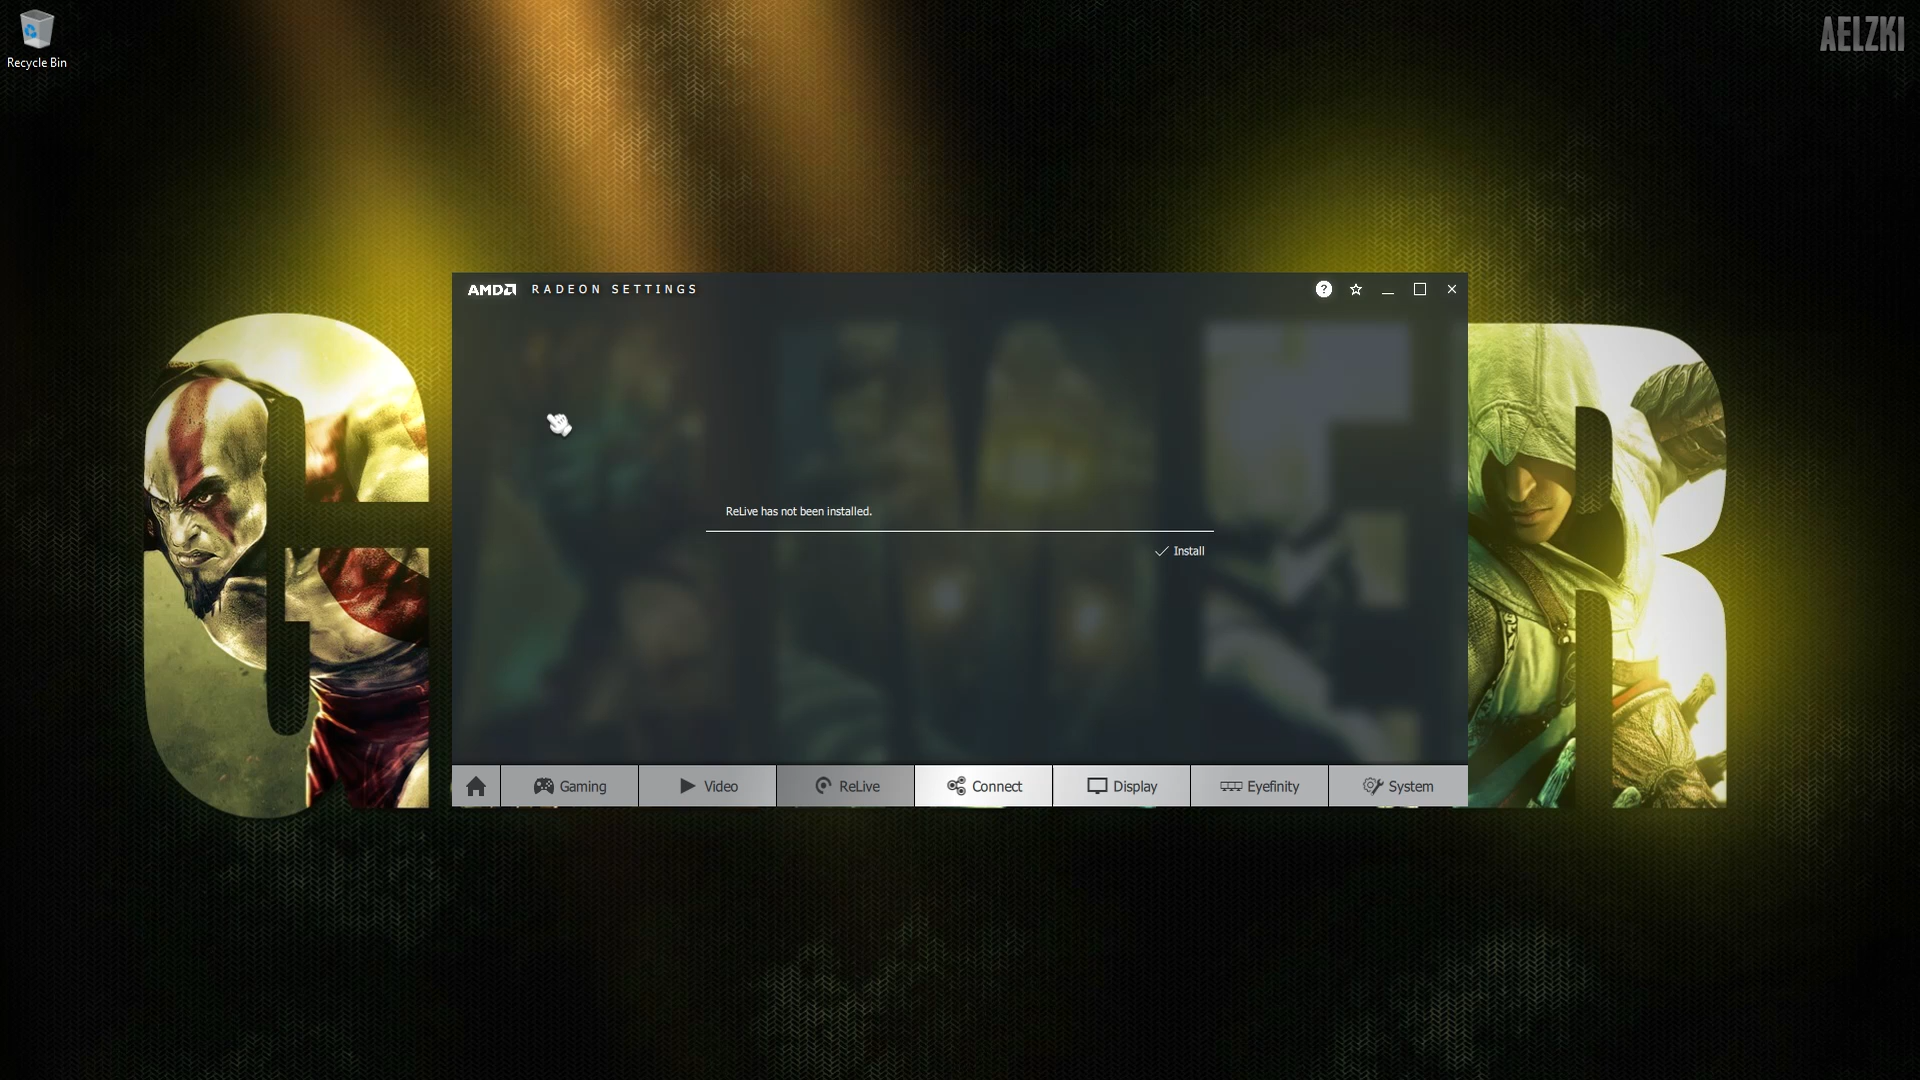 Recycle Bin
AELZKI
AMD RADEON SETTINGS
ReLive has not been installed.
Install
Gaming
Video
ReLive
Connect
Display
Eyefinity
System